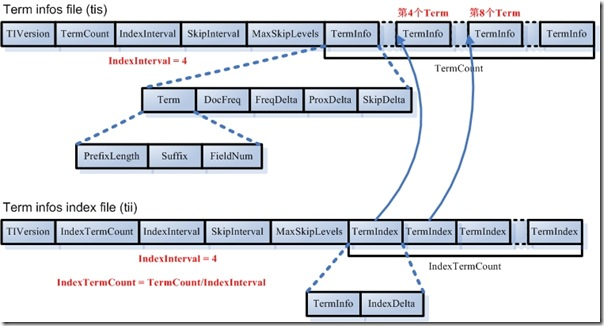 Term infos file (tis)
第4个Term 第8个Term
TIVersion TermCount IndexInterval SkipInterval MaxSkipLevels TermInfo TermInfo TermInfo TermInfo
IndexInterval = 4
TermCount
Term DocFreq FreqDelta ProxDelta SkipDelta
PrefixLength Suffix FieldNum
Term infos index file (tii)
TIVersion IndexTermCount IndexInterval SkipInterval MaxSkipLevels TermIndex TermIndex TermIndex TermIndex
IndexInterval = 4
IndexTermCount
IndexTermCount = TermCount/IndexInterval
TermInfo IndexDelta